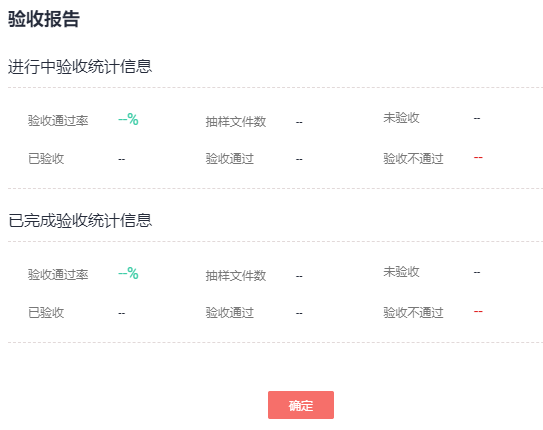 验收报告
进行中验收统计信息
验收通过率 --% 抽样文件数 -- 未验收 --
已验收 -- 验收通过 -- 验收不通过 --
已完成验收统计信息
验收通过率 --% 抽样文件数 -- 未验收 --
已验收 -- 验收通过 -- 验收不通过 --
确定